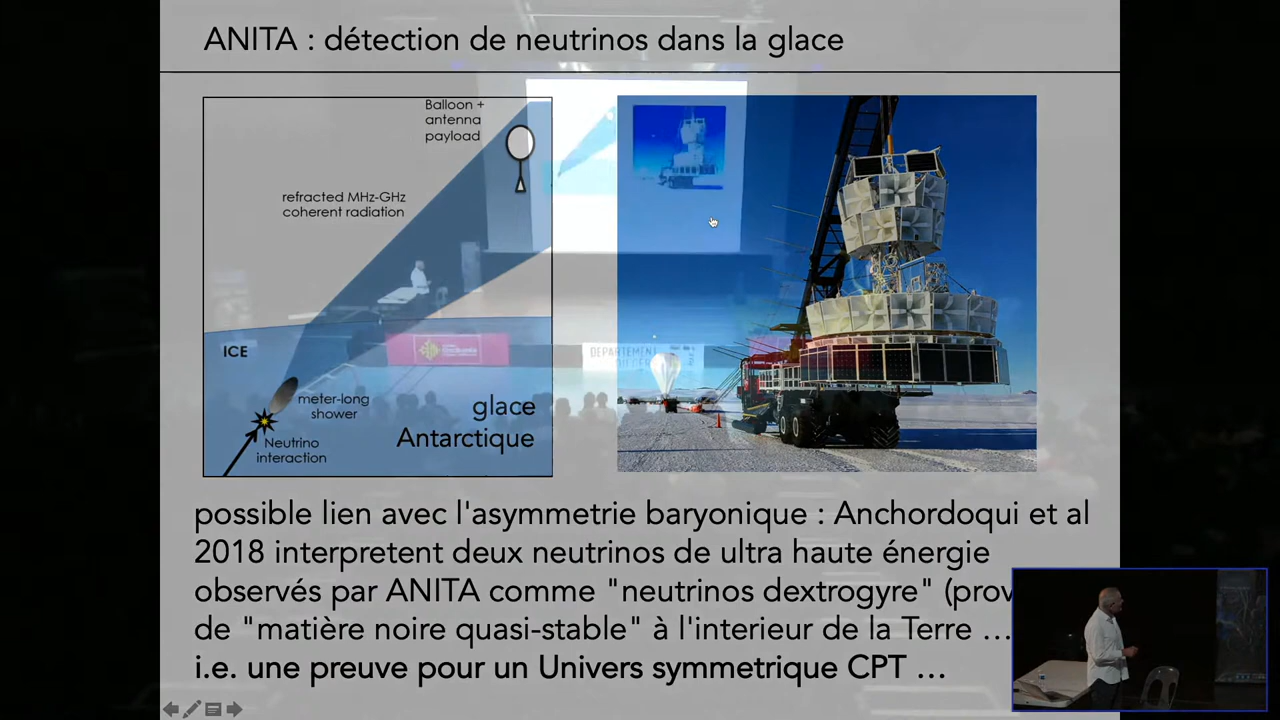 ANITA : détection de neutrinos dans la glace
Balloon +
antenna
payload
refracted MHz-GHz
coherent radiation
ICE
meter-long
shower
Neutrino
interaction
glace
Antarctique
DEPARTEMENT
possible lien avec l'asymmetrie baryonique : Anchordoqui et al
2018 interpretent deux neutrinos de ultra haute énergie
observés par ANITA comme "neutrinos dextrogyre" (prov
de "matière noire quasi-stable" à l'interieur de la Terre ...
i.e. une preuve pour un Univers symmetrique CPT ...